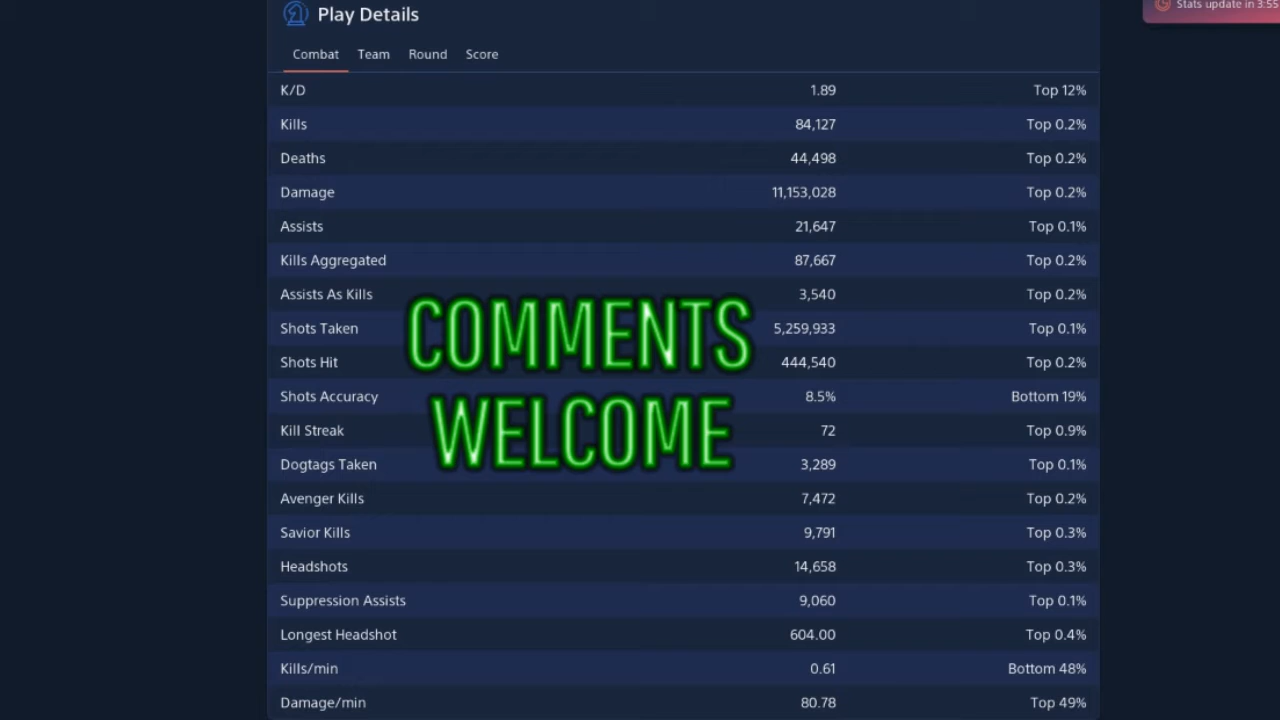 Play Details
Stats update in 3:55
Combat Team Round Score
K/D 1.89 Top 12%
Kills 84,127 Top 0.2%
Deaths 44,498 Top 0.2%
Damage 11,153,028 Top 0.2%
Assists 21,647 Top 0.1%
Kills Aggregated 87,667 Top 0.2%
Assists As Kills 3,540 Top 0.2%
Shots Taken 5,259,933 Top 0.1%
Shots Hit 444,540 Top 0.2%
Shots Accuracy 8.5% Bottom 19%
Kill Streak 72 Top 0.9%
Dogtags Taken 3,289 Top 0.1%
Avenger Kills 7,472 Top 0.2%
Savior Kills 9,791 Top 0.3%
Headshots 14,658 Top 0.3%
Suppression Assists 9,060 Top 0.1%
Longest Headshot 604.00 Top 0.4%
Kills/min 0.61 Bottom 48%
Damage/min 80.78 Top 49%
COMMENTS
WELCOME